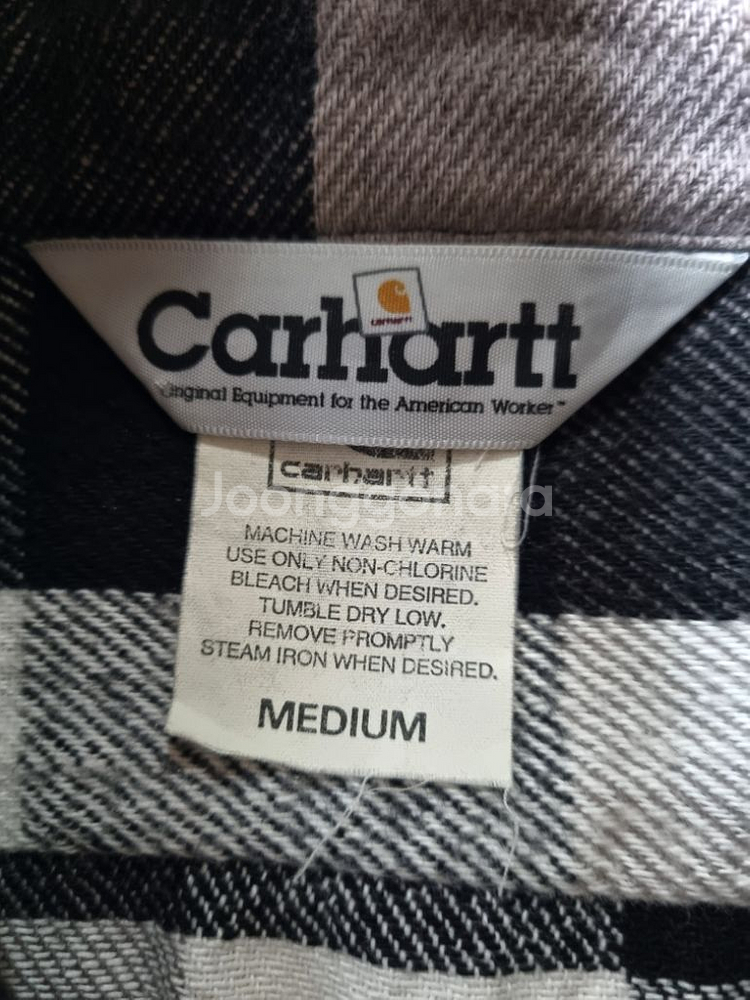 Carhartt
carhartt
Original Equipment for the American Worker™
carhartt
Joonggonara
MACHINE WASH WARM
USE ONLY NON-CHLORINE
BLEACH WHEN DESIRED.
TUMBLE DRY LOW.
REMOVE PROMPTLY
STEAM IRON WHEN DESIRED.
MEDIUM